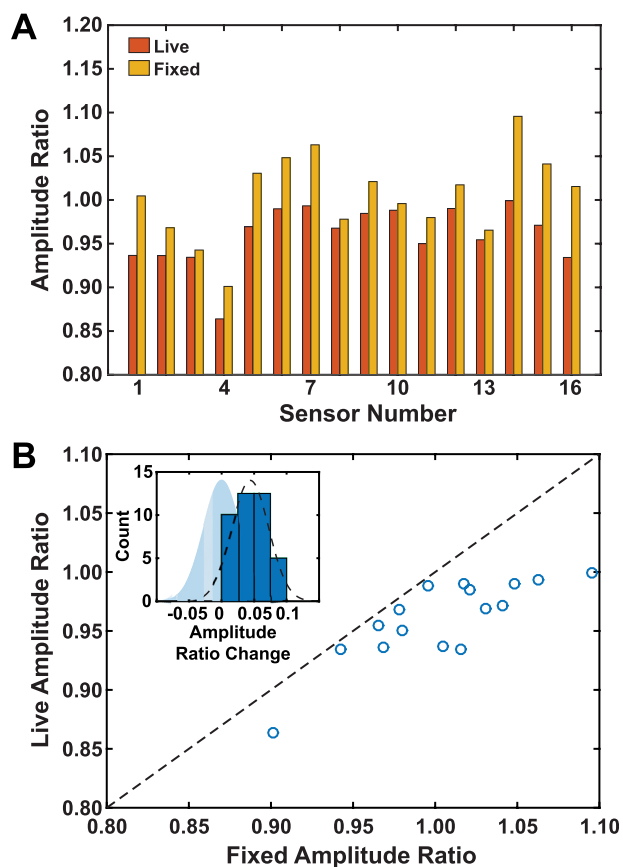 A
1.20
1.15
1.10
1.05
1.00
0.95
0.90
0.85
0.80
Amplitude Ratio
Live
Fixed
1 4 7 10 13 16
Sensor Number
B
1.10
1.05
1.00
0.95
0.90
0.85
0.80
Live Amplitude Ratio
15
10
5
0
Count
-0.05 0 0.05 0.1
Amplitude
Ratio Change
0.80 0.85 0.90 0.95 1.00 1.05 1.10
Fixed Amplitude Ratio